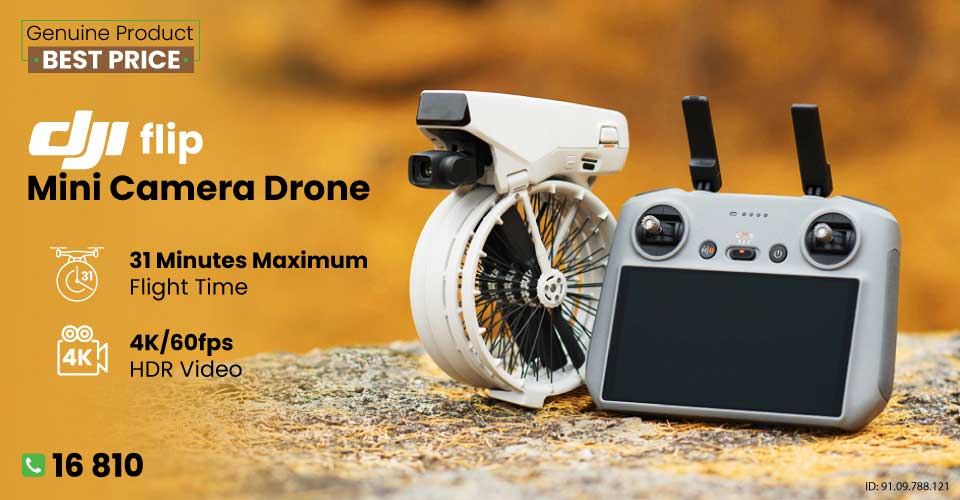 Genuine Product
BEST PRICE
dji flip
Mini Camera Drone
31
31 Minutes Maximum
Flight Time
4K
4K/60fps
HDR Video
16 810
ID: 91.09.788.121